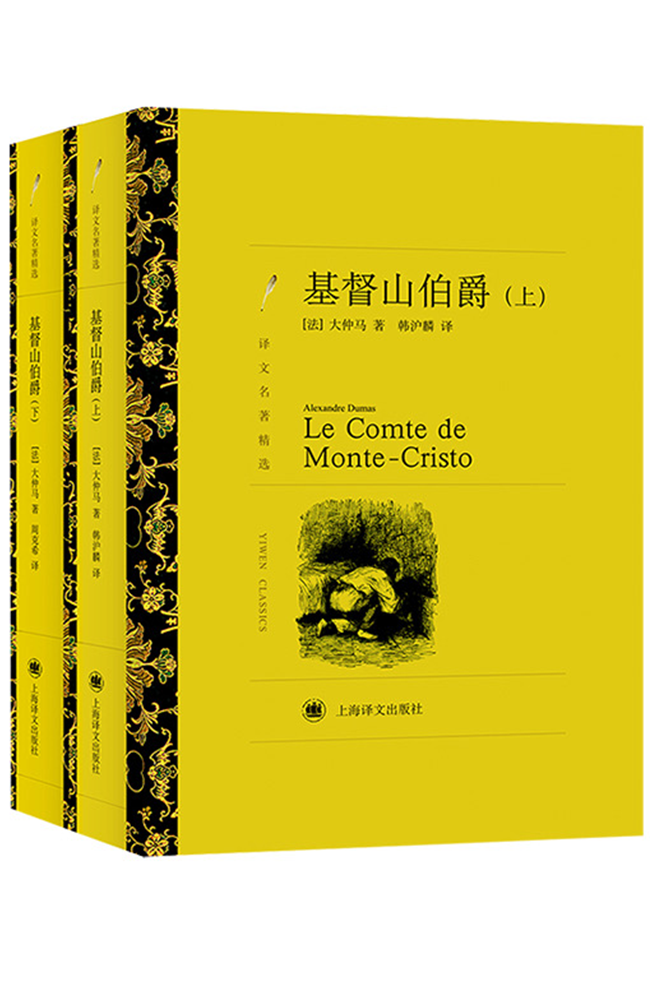 基督山伯爵（上）
[法] 大仲马 著 韩沪麟 译
译文名著精选
Alexandre Dumas
Le Comte de
Monte-Cristo
YIWEN CLASSICS
上海译文出版社
译文名著精选
基督山伯爵（上）
[法] 大仲马 著 韩沪麟 译
上海译文出版社
译文名著精选
基督山伯爵（下）
[法] 大仲马 著 周克希 译
上海译文出版社